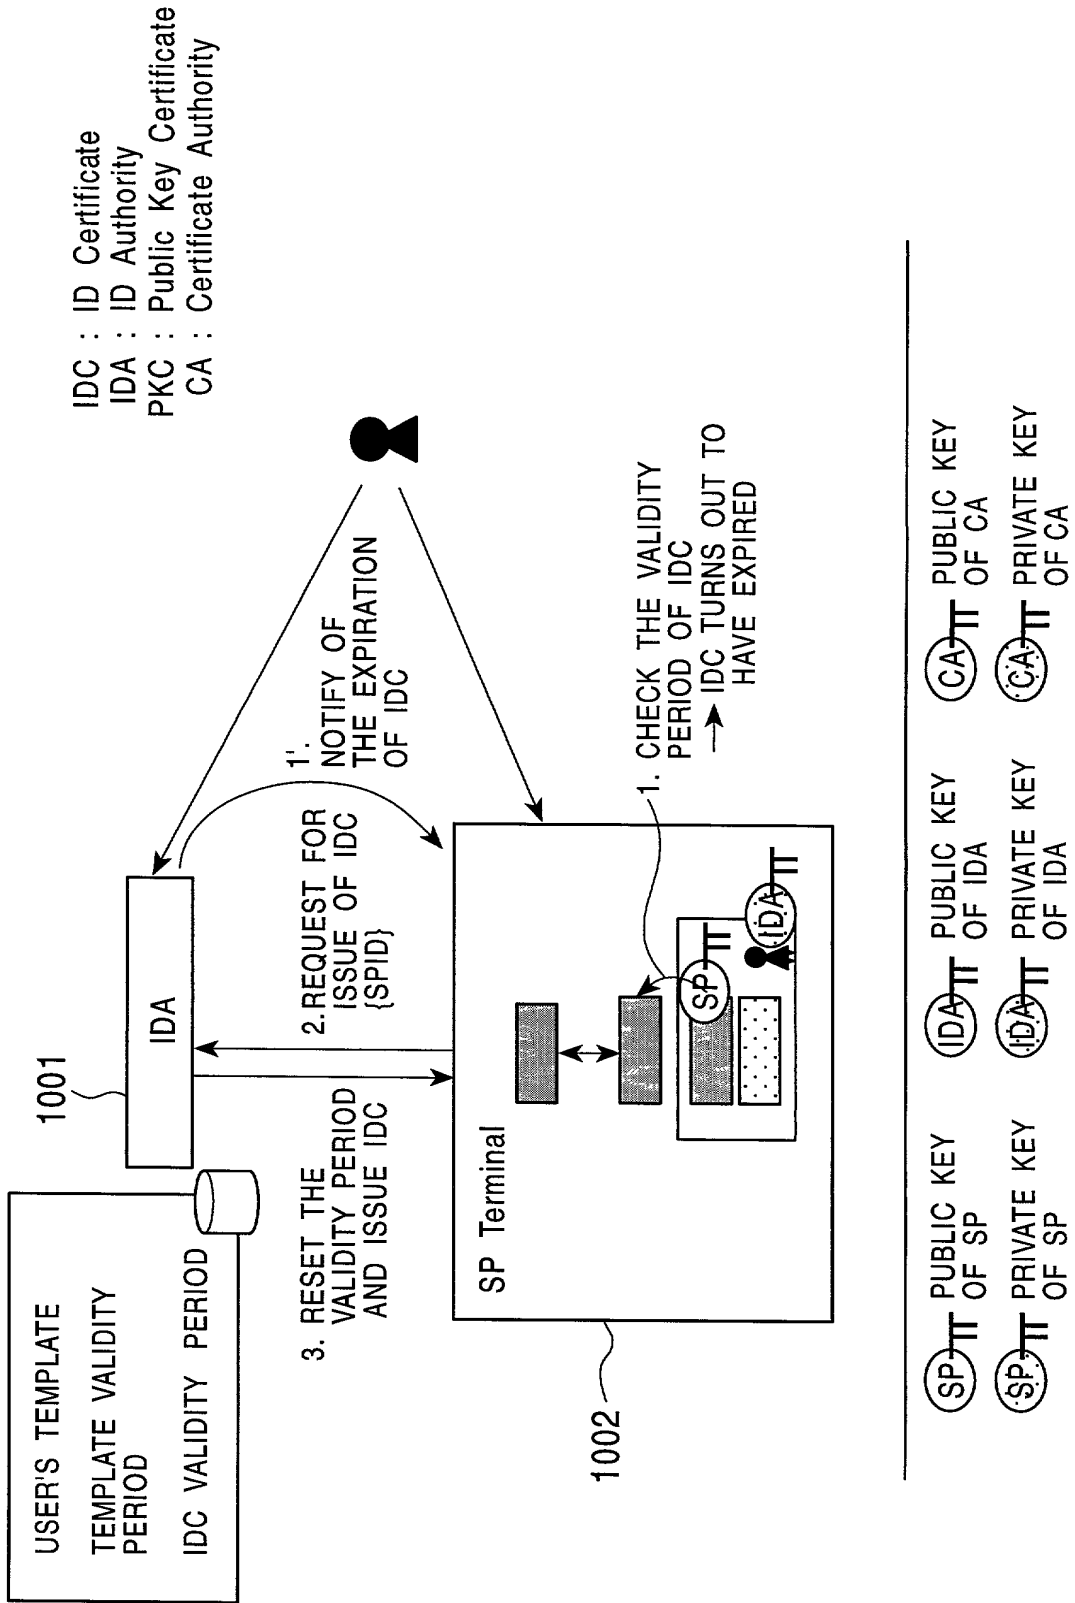 IDC : ID Certificate
IDA : ID Authority
PKC : Public Key Certificate
CA : Certificate Authority
USER'S TEMPLATE
TEMPLATE VALIDITY
PERIOD
IDC VALIDITY PERIOD
1001
IDA
3. RESET THE
VALIDITY PERIOD
AND ISSUE IDC
2.REQUEST FOR
ISSUE OF IDC
{SPID}
1'.
NOTIFY OF
THE EXPIRATION
OF IDC
1002
SP Terminal
SP
IDA
1. CHECK THE VALIDITY
PERIOD OF IDC
IDC TURNS OUT TO
HAVE EXPIRED
SP PUBLIC KEY
OF SP
IDA PUBLIC KEY
OF IDA
CA PUBLIC KEY
OF CA
SP PRIVATE KEY
OF SP
IDA PRIVATE KEY
OF IDA
CA PRIVATE KEY
OF CA